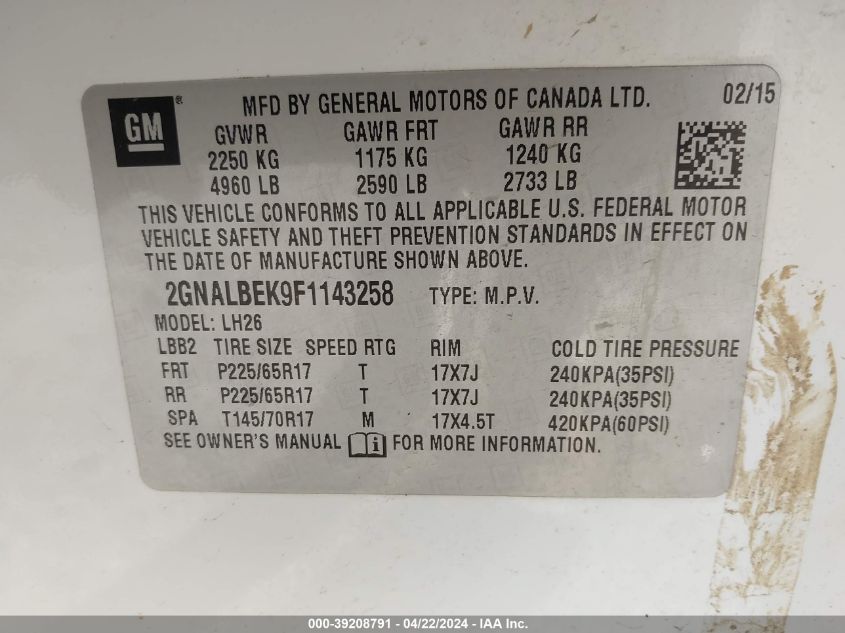 GM ® MFD BY GENERAL MOTORS OF CANADA LTD. 02/15
GVWR GAWR FRT GAWR RR
2250 KG 1175 KG 1240 KG
4960 LB 2590 LB 2733 LB
THIS VEHICLE CONFORMS TO ALL APPLICABLE U.S. FEDERAL MOTOR
VEHICLE SAFETY AND THEFT PREVENTION STANDARDS IN EFFECT ON
THE DATE OF MANUFACTURE SHOWN ABOVE.
2GNALBEK9F1143258 TYPE: M.P.V.
MODEL: LH26
LBB2 TIRE SIZE SPEED RTG RIM COLD TIRE PRESSURE
FRT P225/65R17 T 17X7J 240KPA(35PSI)
RR P225/65R17 T 17X7J 240KPA(35PSI)
SPA T145/70R17 M 17X4.5T 420KPA(60PSI)
SEE OWNER'S MANUAL i FOR MORE INFORMATION.
000-39208791 - 04/22/2024 - IAA Inc.